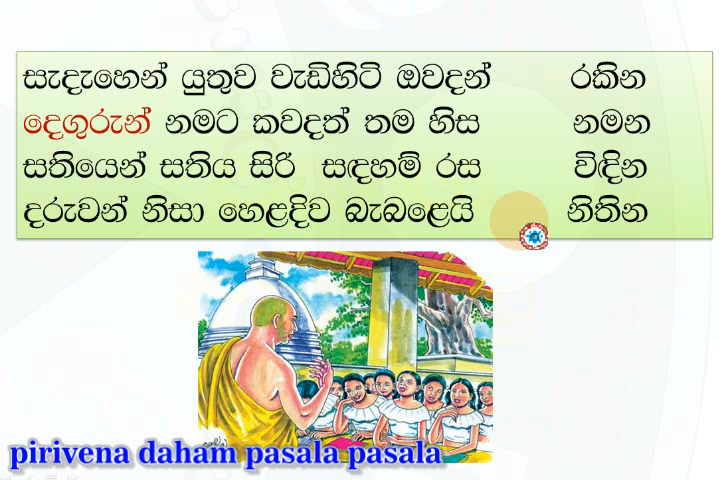 සැදැහෙන් යුතුව වැඩිහිටි ඔවදන් රකින
දෙගුරුන් නමට කවදත් තම හිස නමන
සතියෙන් සතිය සිරි සඳහම් රස විඳින
දරුවන් නිසා හෙළදිව බැබළෙයි නිතින
pirivena daham pasala pasala